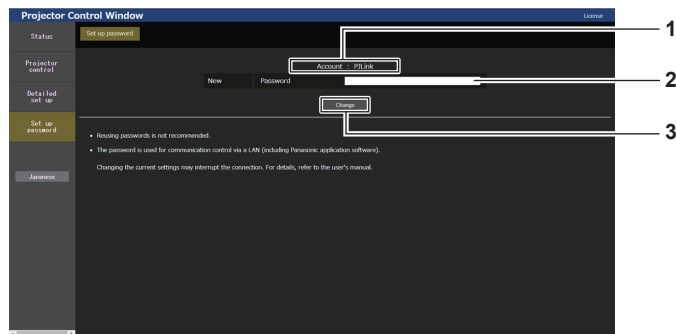 Projector Control Window
License
Status
Set up password
1
Projector
control
Account : PJLink
New Password
2
Detailed
set up
Change
3
Set up
password
• Reusing passwords is not recommended.
• The password is used for communication control via a LAN (including Panasonic application software).
Changing the current settings may interrupt the connection. For details, refer to the user's manual.
Japanese